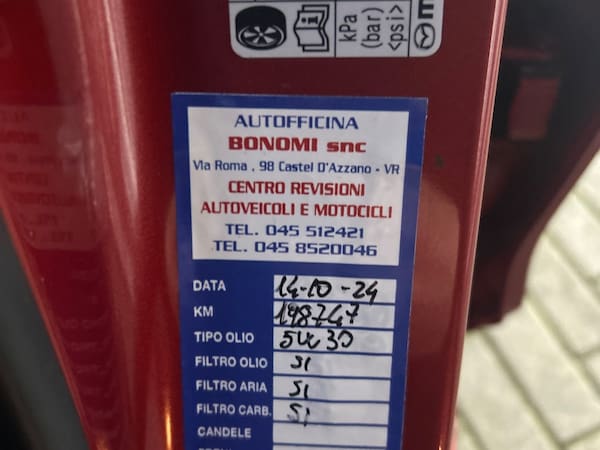 kPa
(bar)
<psi>
AUTOFFICINA
BONOMI snc
Via Roma , 98 Castel D'Azzano - VR
CENTRO REVISIONI
AUTOVEICOLI E MOTOCICLI
TEL. 045 512421
TEL. 045 8520046
DATA 14-10-24
KM 198747
TIPO OLIO 5W30
FILTRO OLIO SI
FILTRO ARIA SI
FILTRO CARB. SI
CANDELE